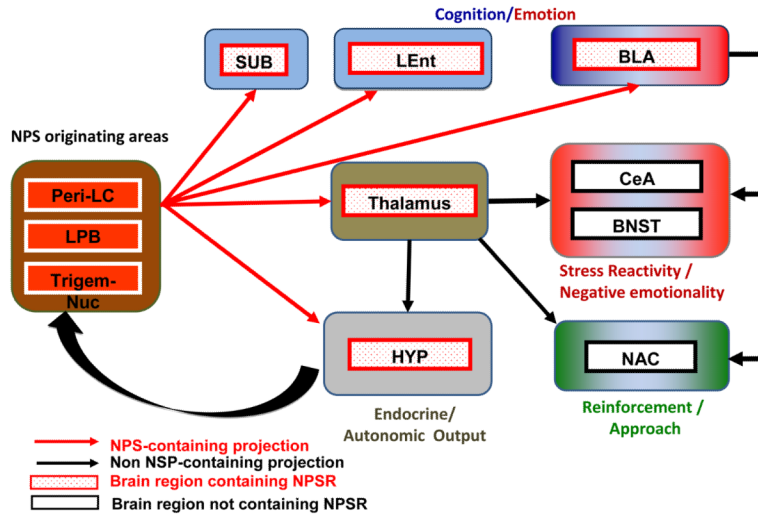 Cognition/Emotion
SUB
LEnt
BLA
NPS originating areas
Peri-LC
LPB
Trigem-
Nuc
Thalamus
CeA
BNST
Stress Reactivity /
Negative emotionality
HYP
NAC
Endocrine/
Autonomic Output
Reinforcement /
Approach
NPS-containing projection
Non NSP-containing projection
Brain region containing NPSR
Brain region not containing NPSR